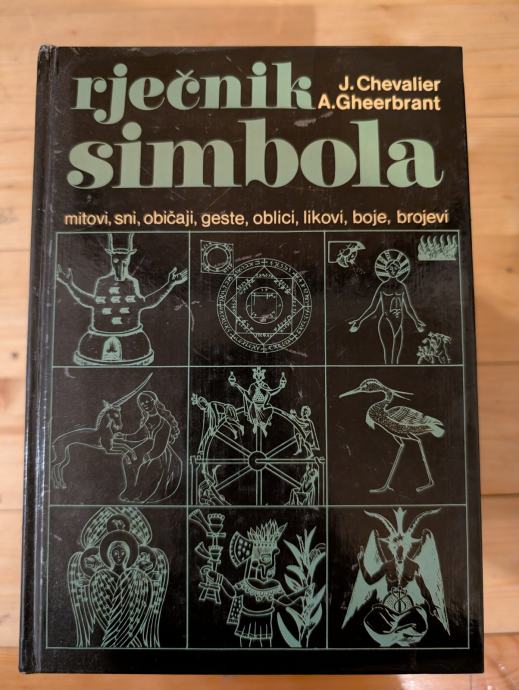 rječnik
J. Chevalier
A.Gheerbrant
simbola
mitovi, sni, običaji, geste, oblici, likovi, boje, brojevi